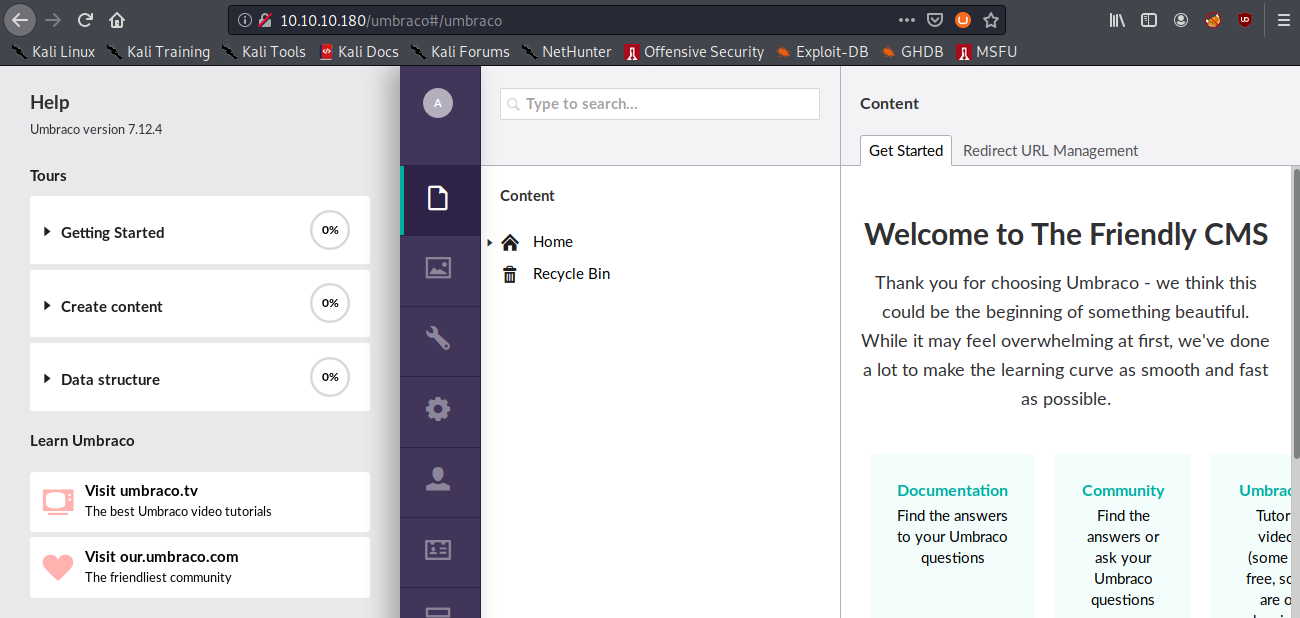 10.10.10.180/umbraco#/umbraco
Kali Linux
Kali Training
Kali Tools
Kali Docs
Kali Forums
NetHunter
Offensive Security
Exploit-DB
GHDB
MSFU
Help
Umbraco version 7.12.4
Tours
Getting Started
0%
Create content
0%
Data structure
0%
Learn Umbraco
Visit umbraco.tv
The best Umbraco video tutorials
Visit our.umbraco.com
The friendliest community
A
Type to search...
Content
Home
Recycle Bin
Content
Get Started
Redirect URL Management
Welcome to The Friendly CMS
Thank you for choosing Umbraco - we think this
could be the beginning of something beautiful.
While it may feel overwhelming at first, we've done
a lot to make the learning curve as smooth and fast
as possible.
Documentation
Find the answers
to your Umbraco
questions
Community
Find the
answers or
ask your
Umbraco
questions
Umbrac
Tutor
video
(some
free, so
are o